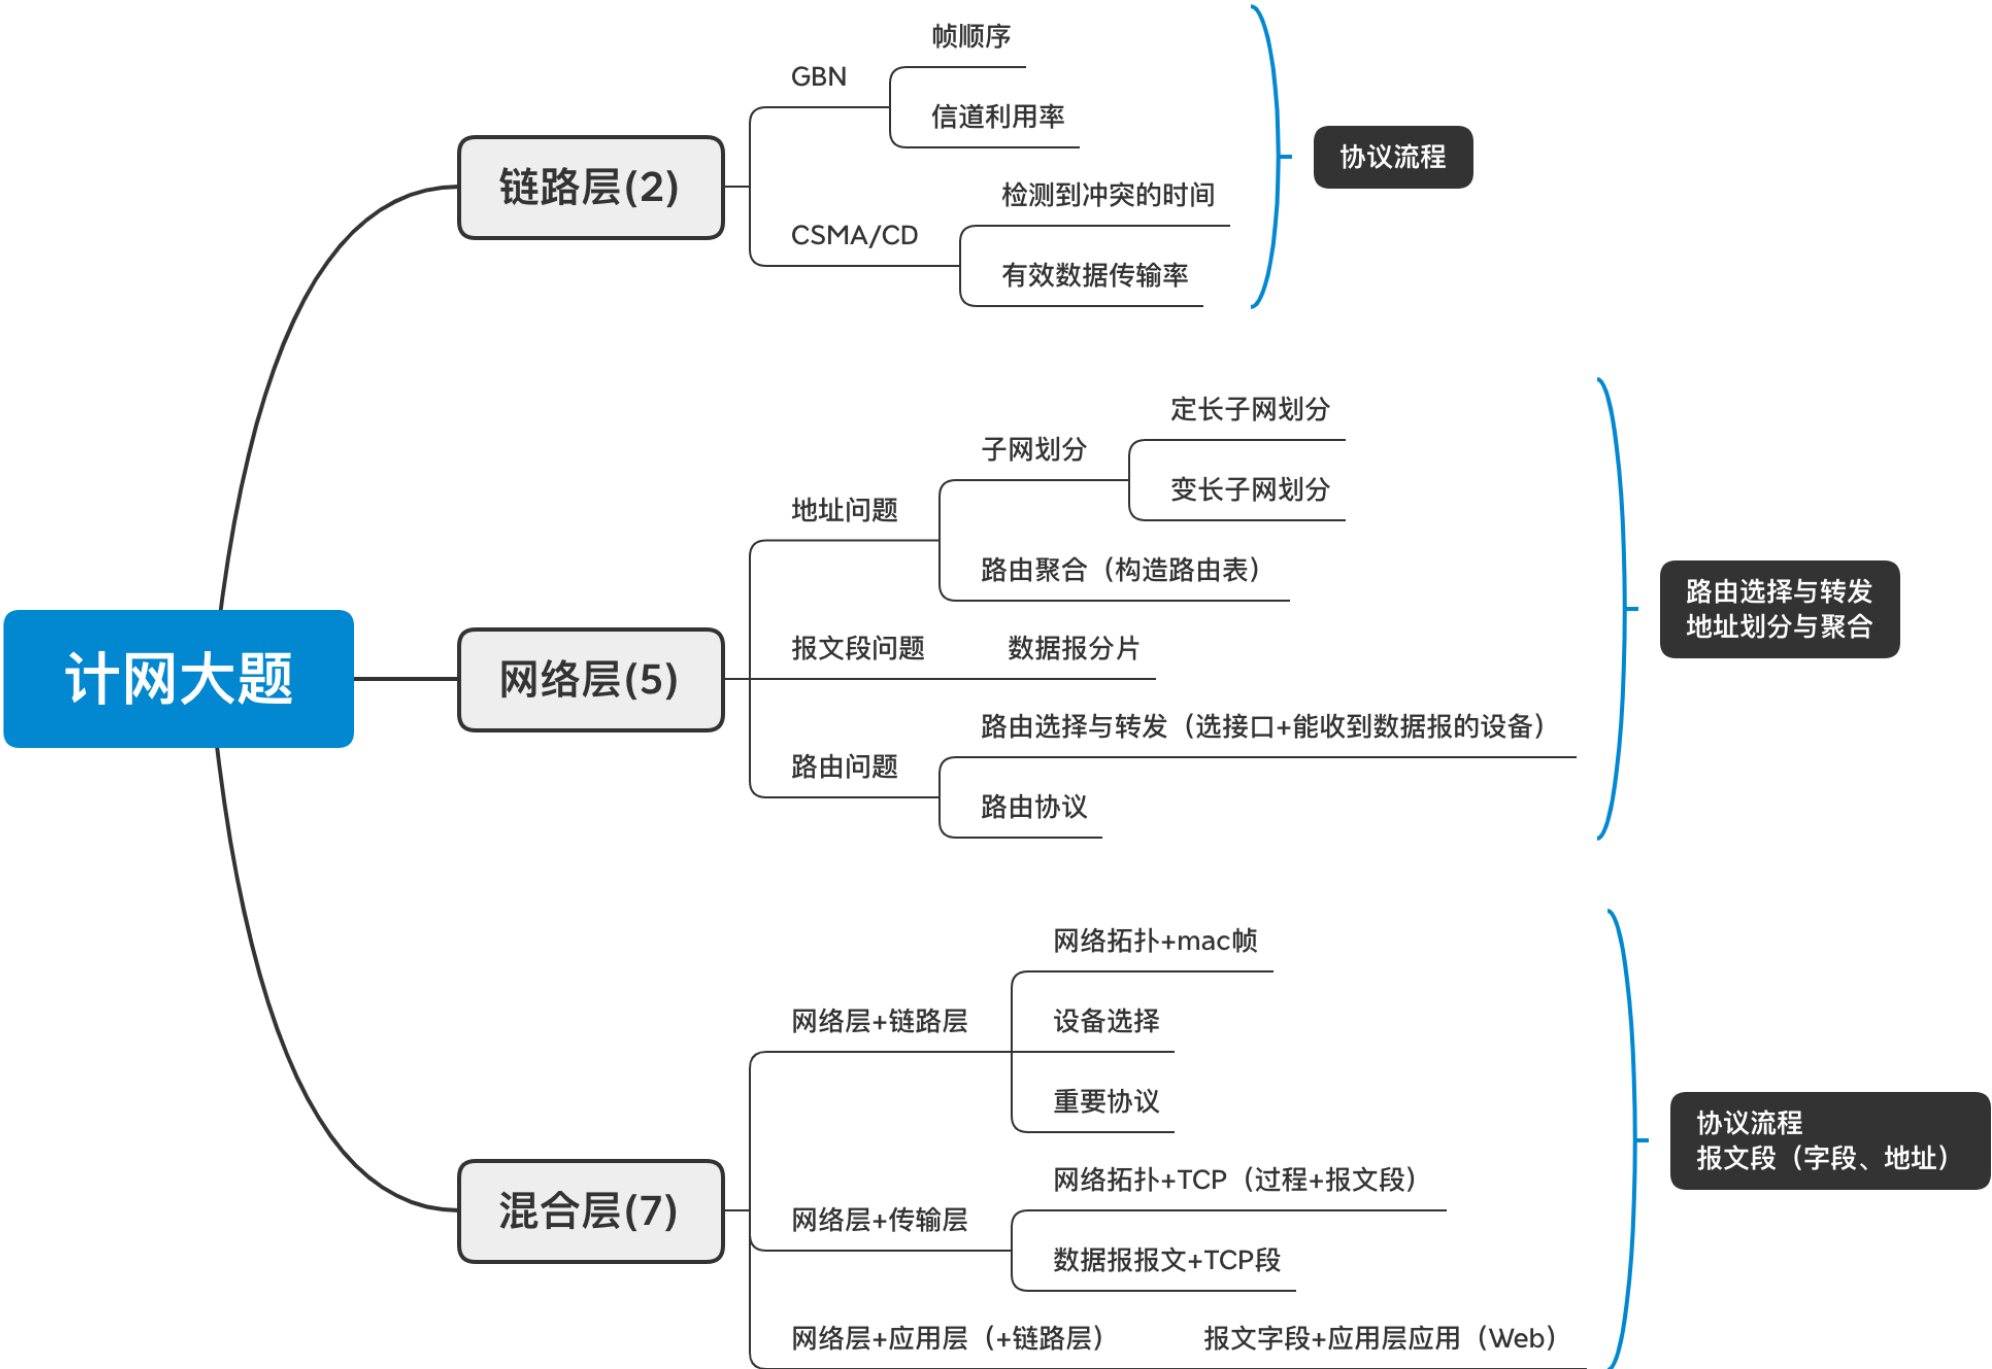 计网大题
链路层(2)
GBN
帧顺序
信道利用率
CSMA/CD
检测到冲突的时间
有效数据传输率
协议流程
网络层(5)
地址问题
子网划分
定长子网划分
变长子网划分
路由聚合（构造路由表）
报文段问题
数据报分片
路由问题
路由选择与转发（选接口+能收到数据报的设备）
路由协议
路由选择与转发
地址划分与聚合
混合层(7)
网络层+链路层
网络拓扑+mac帧
设备选择
重要协议
网络层+传输层
网络拓扑+TCP（过程+报文段）
数据报报文+TCP段
网络层+应用层（+链路层）
报文字段+应用层应用（Web）
协议流程
报文段（字段、地址）